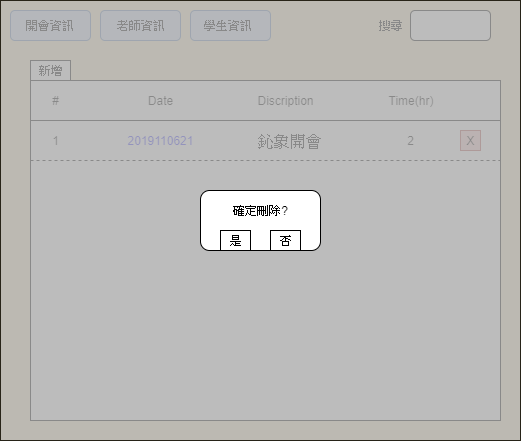 開會資訊 老師資訊 學生資訊 搜尋
新增
# Date Discription Time(hr)
1 2019110621 鈊象開會 2 X
確定刪除?
是 否